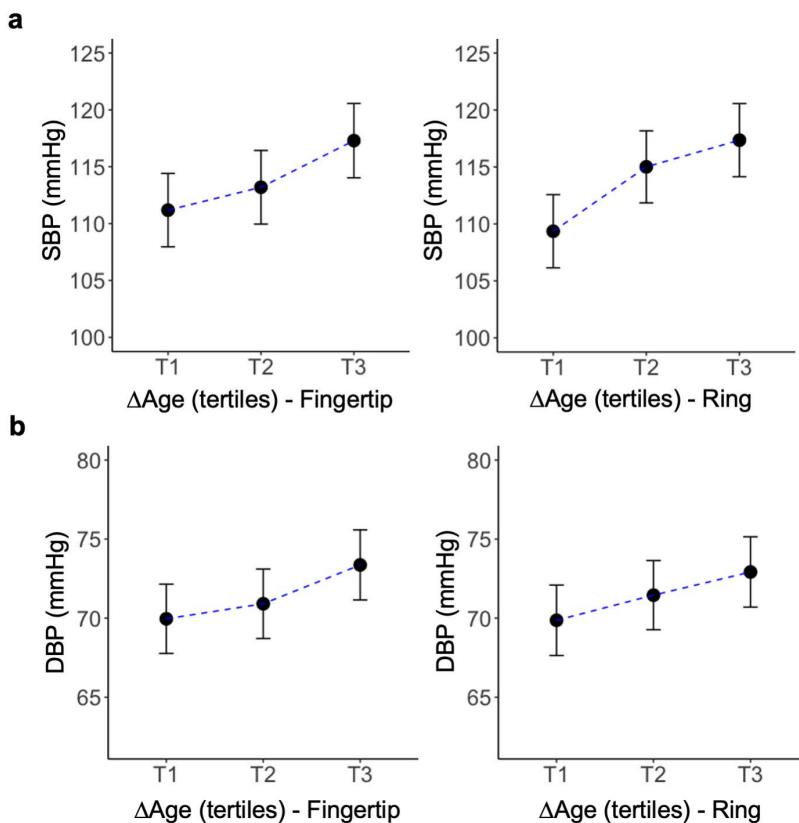 a
SBP (mmHg)
125
120
115
110
105
100
T1 T2 T3
ΔAge (tertiles) - Fingertip
SBP (mmHg)
125
120
115
110
105
100
T1 T2 T3
ΔAge (tertiles) - Ring
b
DBP (mmHg)
80
75
70
65
T1 T2 T3
ΔAge (tertiles) - Fingertip
DBP (mmHg)
80
75
70
65
T1 T2 T3
ΔAge (tertiles) - Ring